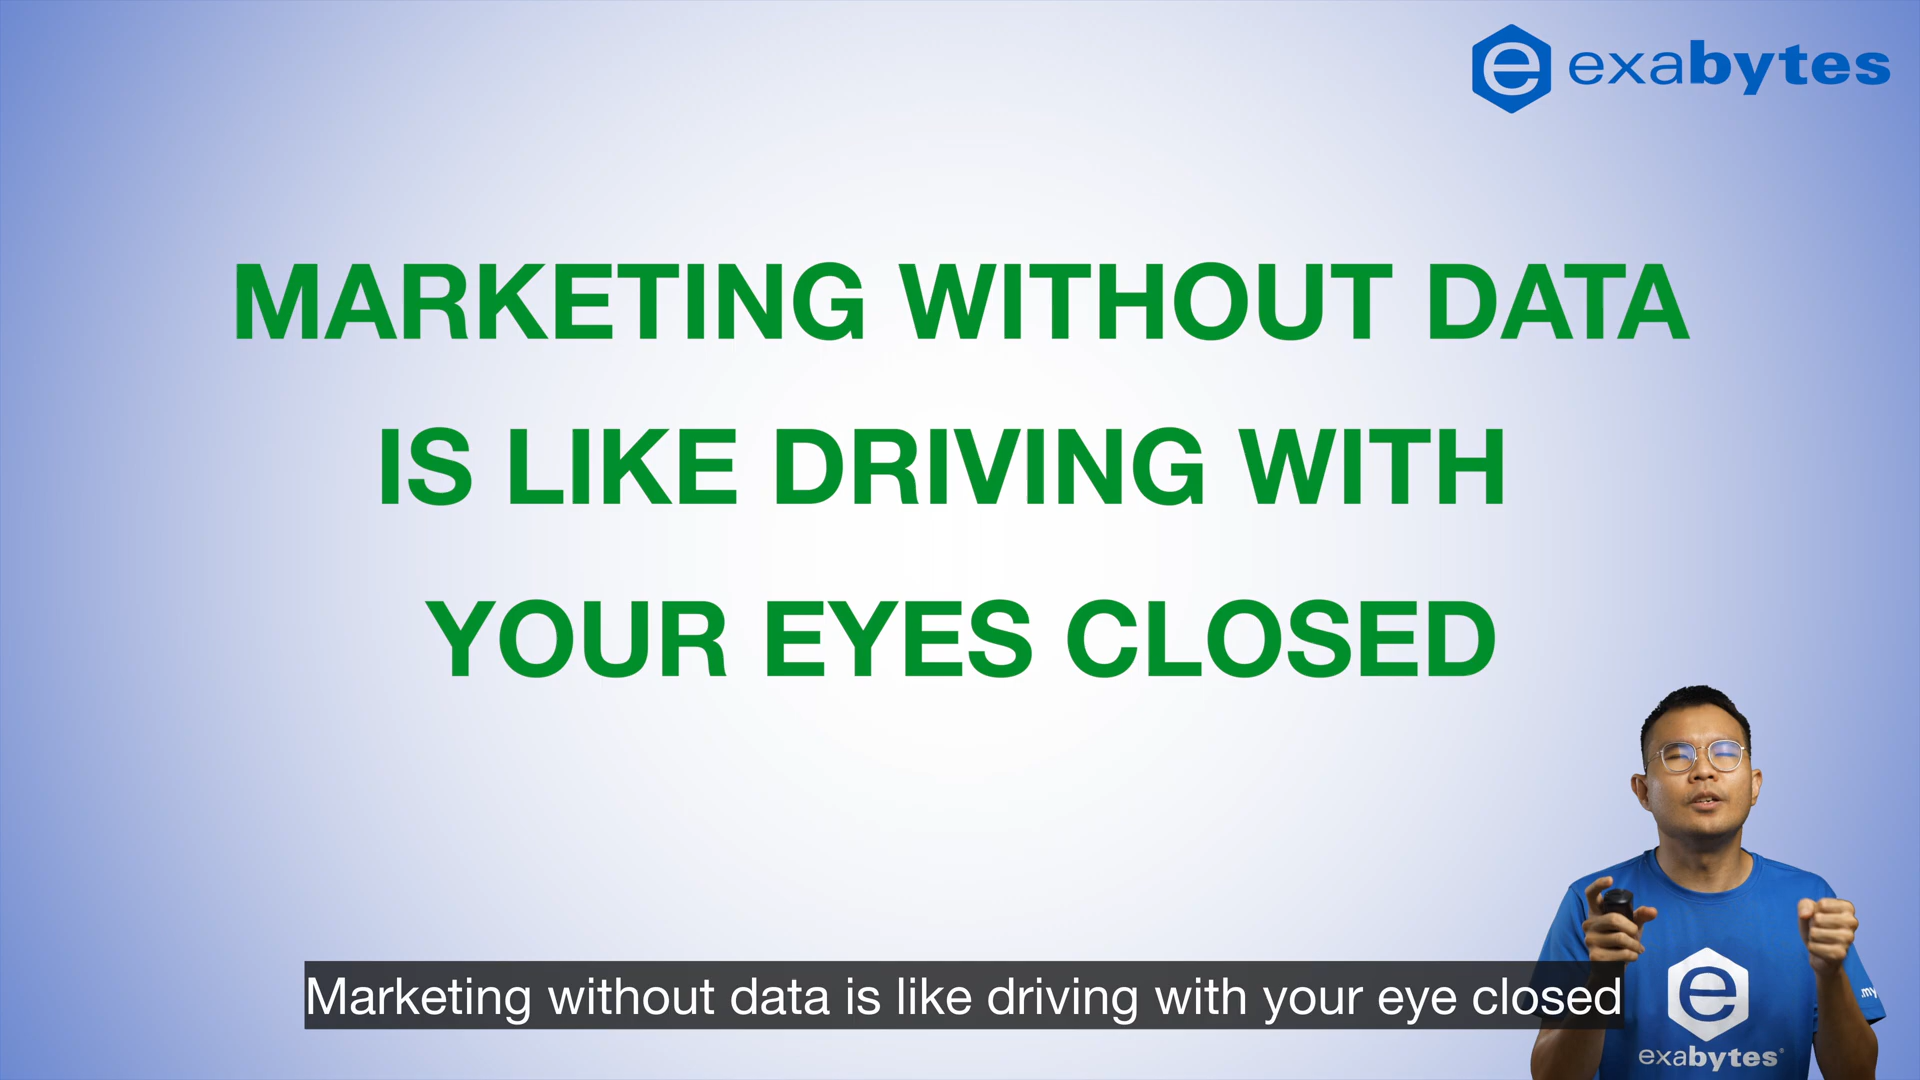 exabytes
MARKETING WITHOUT DATA
IS LIKE DRIVING WITH
YOUR EYES CLOSED
Marketing without data is like driving with your eye closed
.my
exabytes